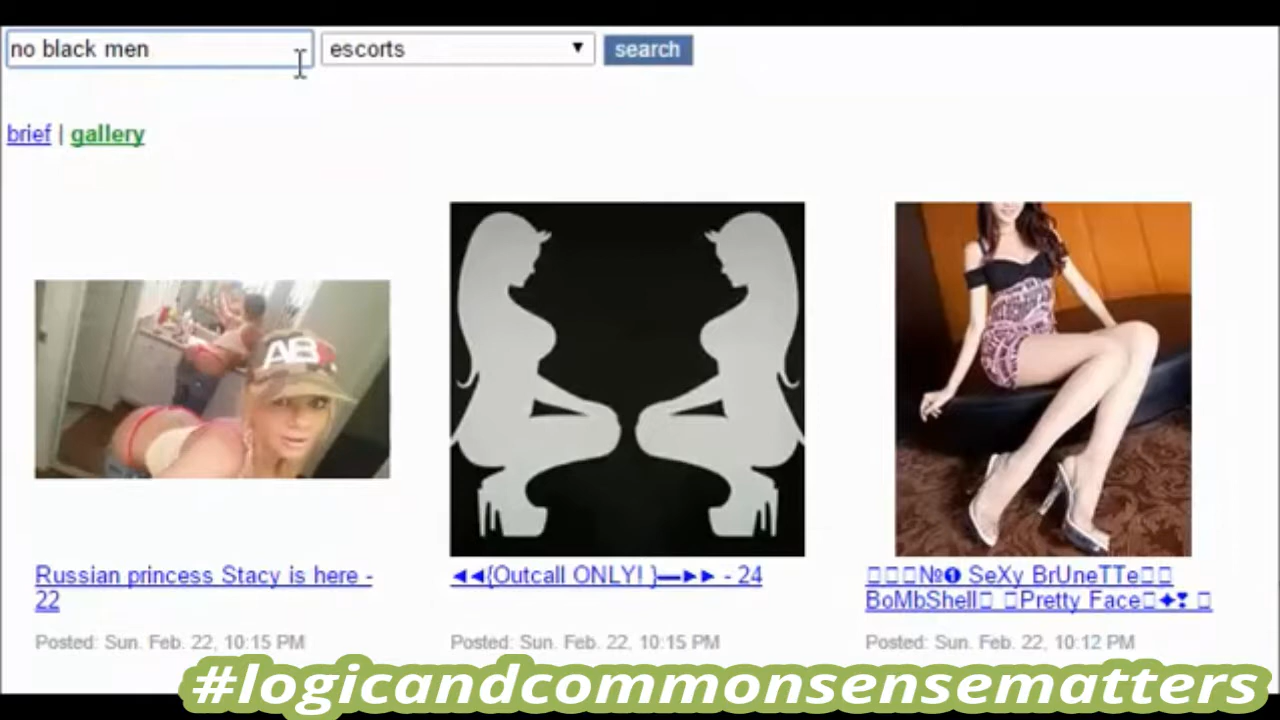 no black men
escorts
search
brief | gallery
AB
Russian princess Stacy is here -
22
◄◄{Outcall ONLY! }▬►► - 24
□□□№❶ SeXy BrUneTTe□□
BoMbShell□ □Pretty Face□✦❣ □
Posted: Sun. Feb. 22, 10:15 PM
Posted: Sun. Feb. 22, 10:15 PM
Posted: Sun. Feb. 22, 10:12 PM
#logicandcommonsensematters